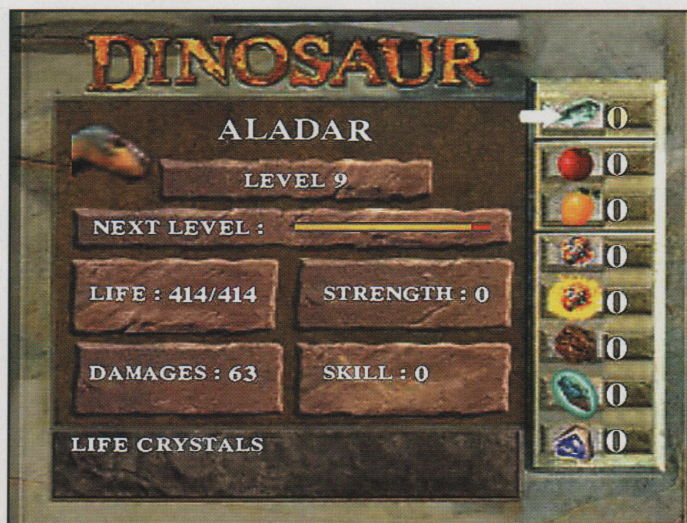 DINOSAUR
ALADAR
LEVEL 9
NEXT LEVEL :
LIFE : 414/414
STRENGTH : 0
DAMAGES : 63
SKILL : 0
LIFE CRYSTALS
0
0
0
0
0
0
0
0